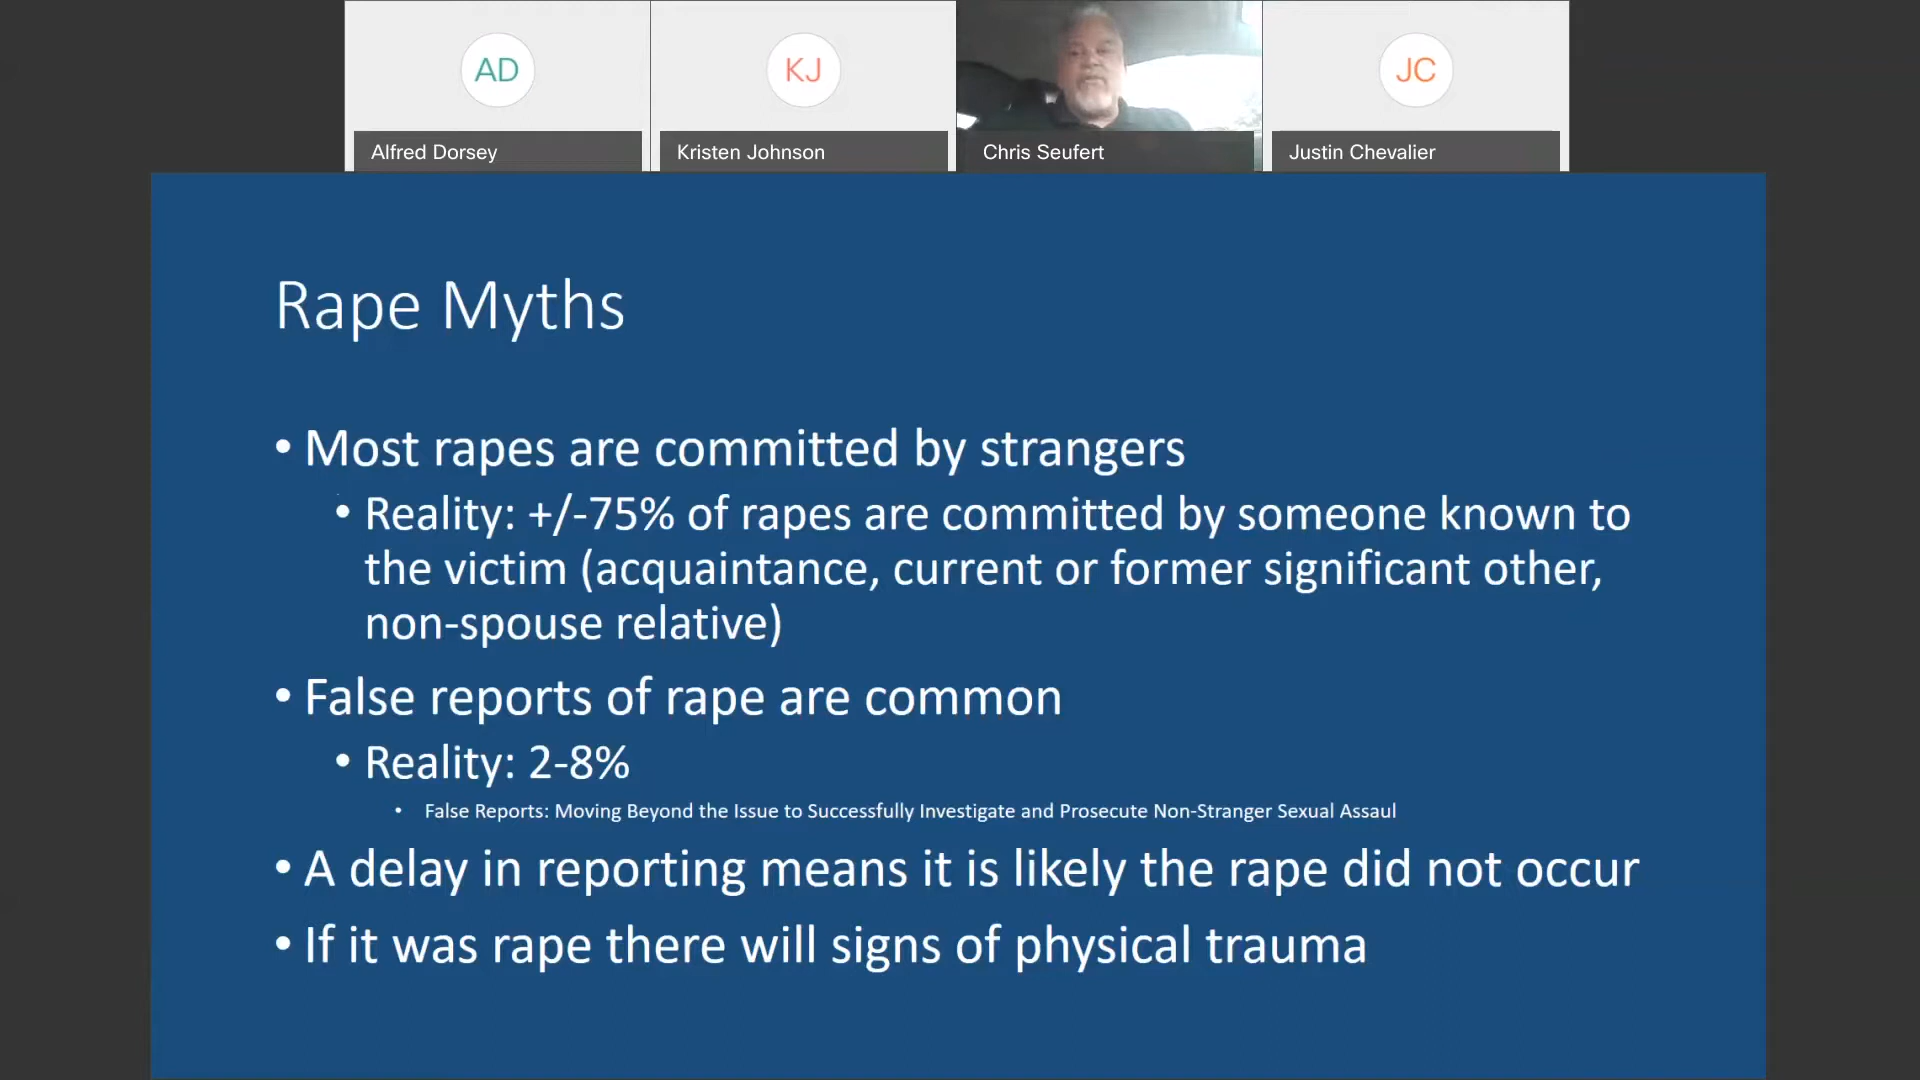 AD
KJ
JC
Alfred Dorsey
Kristen Johnson
Chris Seufert
Justin Chevalier
Rape Myths
• Most rapes are committed by strangers
• Reality: +/-75% of rapes are committed by someone known to
the victim (acquaintance, current or former significant other,
non-spouse relative)
• False reports of rape are common
• Reality: 2-8%
• False Reports: Moving Beyond the Issue to Successfully Investigate and Prosecute Non-Stranger Sexual Assaul
• A delay in reporting means it is likely the rape did not occur
• If it was rape there will signs of physical trauma